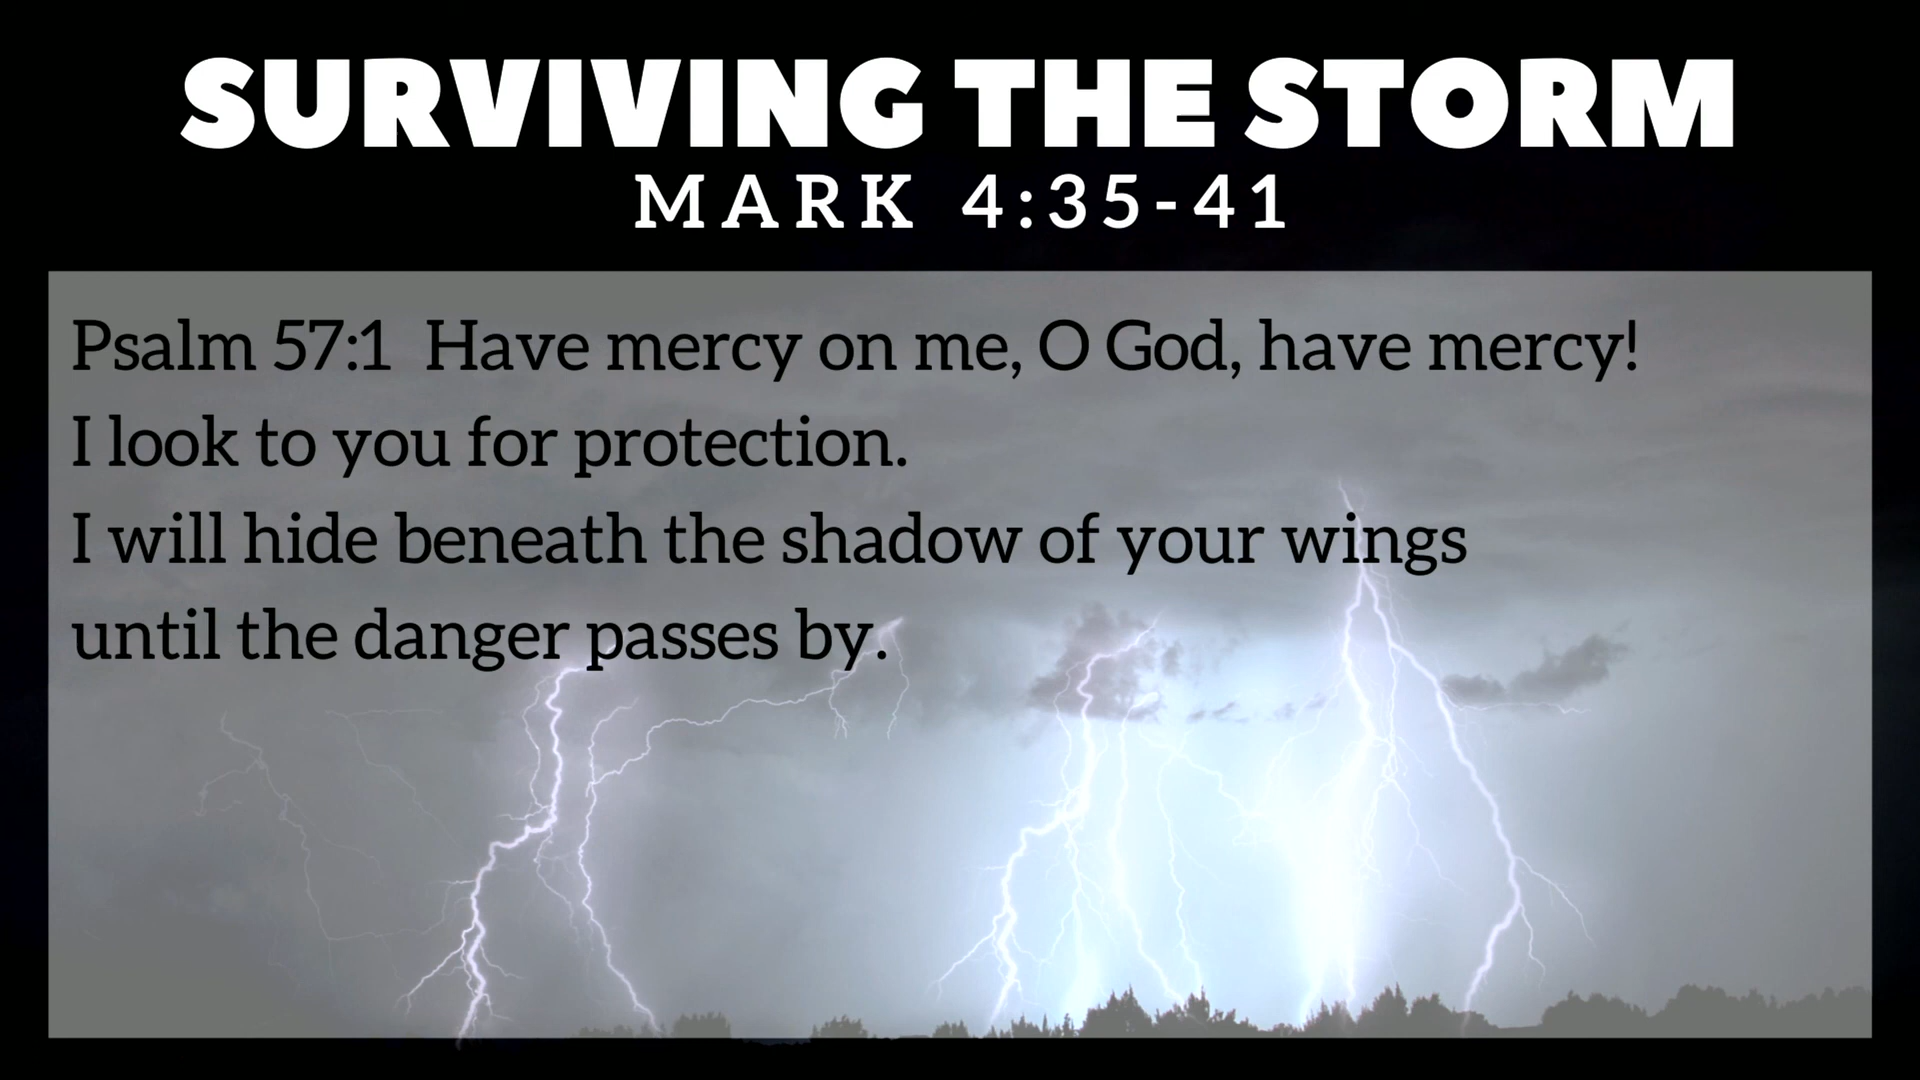 SURVIVING THE STORM
MARK 4:35-41
Psalm 57:1  Have mercy on me, O God, have mercy!
I look to you for protection.
I will hide beneath the shadow of your wings
until the danger passes by.